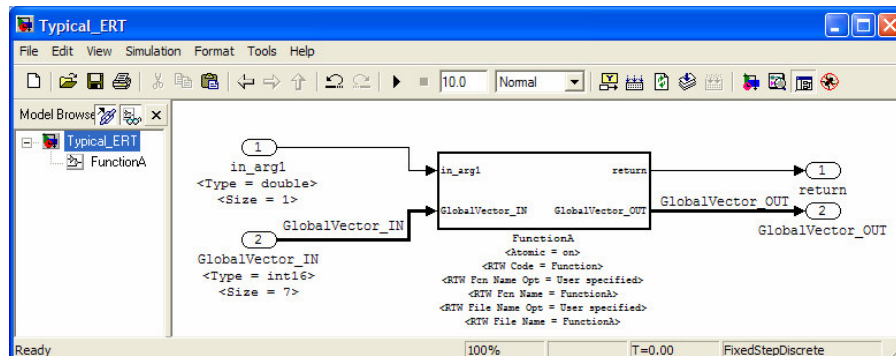 Typical_ERT
File Edit View Simulation Format Tools Help
10.0 Normal
Model Browse
Typical_ERT
FunctionA
1
in_arg1
<Type = double>
<Size = 1>
GlobalVector_IN
2
GlobalVector_IN
<Type = int16>
<Size = 7>
in_arg1 return
GlobalVector_IN GlobalVector_OUT
FunctionA
<Atomic = on>
<RTW Code = Function>
<RTW Fcn Name Opt = User specified>
<RTW Fcn Name = FunctionA>
<RTW File Name Opt = User specified>
<RTW File Name = FunctionA>
1
return
GlobalVector_OUT
2
GlobalVector_OUT
Ready 100% T=0.00 FixedStepDiscrete